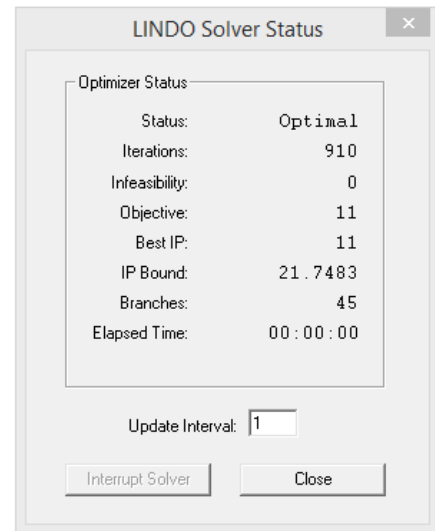 LINDO Solver Status
Optimizer Status
Status: Optimal
Iterations: 910
Infeasibility: 0
Objective: 11
Best IP: 11
IP Bound: 21.7483
Branches: 45
Elapsed Time: 00:00:00
Update Interval: 1
Interrupt Solver Close